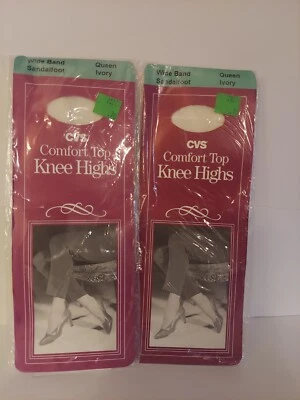 Wide Band
Sandalfoot
Queen
Ivory
CVS
Comfort Top
Knee Highs
Wide Band
Sandalfoot
Queen
Ivory
CVS
Comfort Top
Knee Highs